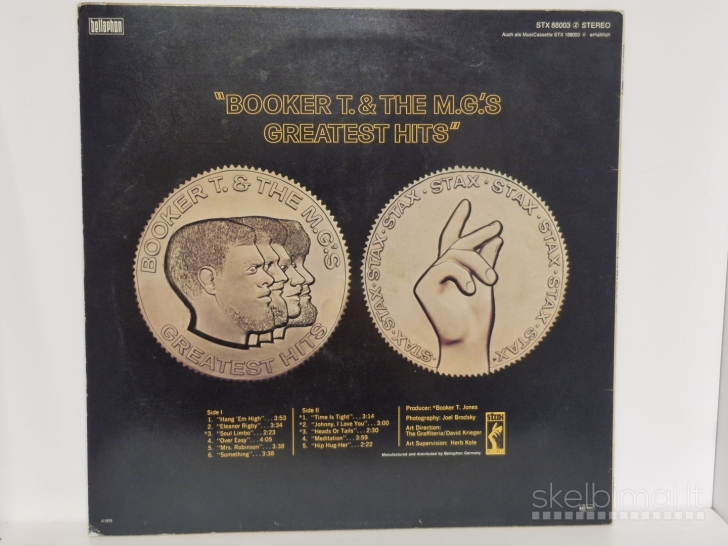 bellaphon
STX 88003 Ⓩ STEREO
Auch als MusiCassette STX 188003 erhältlich
"BOOKER T. & THE M.G.'S
GREATEST HITS"
BOOKER T. & THE M.G.'S
GREATEST HITS
STAX · STAX · STAX · STAX · STAX · STAX · STAX · STAX
Side I
1. "Hang 'Em High"...3:53
*2. "Eleanor Rigby"...3:34
*3. "Soul Limbo"...2:23
4. "Over Easy"...4:05
5. "Mrs. Robinson"...3:38
6. "Something"...3:38
Side II
*1. "Time Is Tight"...3:14
*2. "Johnny, I Love You"...3:00
*3. "Heads Or Tails"...2:30
4. "Meditation"...3:59
5. "Hip Hug-Her"...2:22
Producer: *Booker T. Jones
Photography: Joel Brodsky
Art Direction:
The Graffiteria/David Krieger
Art Supervision: Herb Kole
Manufactured and distributed by Bellaphon Germany
stax
skelbimai.lt